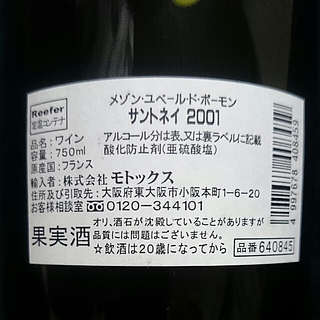 Reefer
定温コンテナ
メゾン・ユベール・ド・ボーモン
サントネイ 2001
品名:ワイン
容量:750ml
原産国:フランス
アルコール分は表、又は裏ラベルに記載
酸化防止剤(亜硫酸塩)
輸入者:株式会社 モトックス
住所及び引取先:大阪府東大阪市小阪本町1-6-20
お客様相談室◎◎0120-344101
果実酒
オリ、酒石が沈殿していることがありますが
品質には問題はございません。
☆飲酒は20歳になってから
品番640845
4 997678 408459